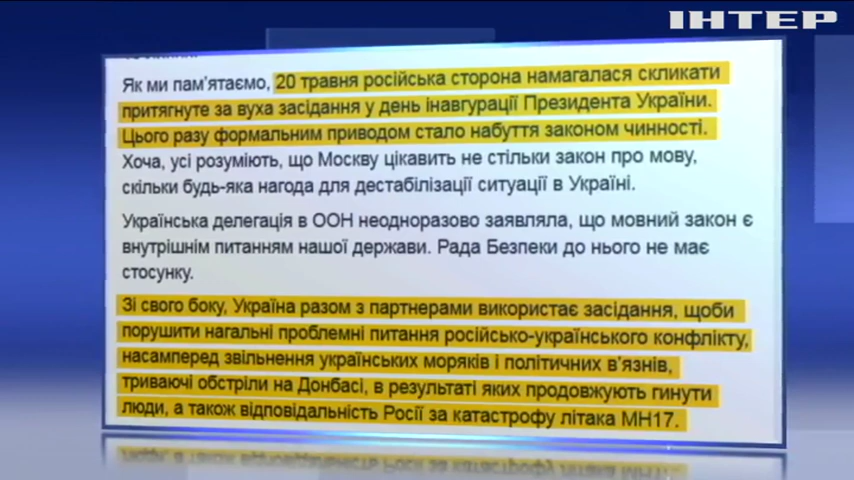 ІНТЕР
Як ми пам'ятаємо, 20 травня російська сторона намагалася скликати
притягнуте за вуха засідання у день інавгурації Президента України.
Цього разу формальним приводом стало набуття законом чинності.
Хоча, усі розуміють, що Москву цікавить не стільки закон про мову,
скільки будь-яка нагода для дестабілізації ситуації в Україні.
Українська делегація в ООН неодноразово заявляла, що мовний закон є
внутрішнім питанням нашої держави. Рада Безпеки до нього не має
стосунку.
Зі свого боку, Україна разом з партнерами використає засідання, щоби
порушити нагальні проблемні питання російсько-українського конфлікту,
насамперед звільнення українських моряків і політичних в'язнів,
триваючі обстріли на Донбасі, в результаті яких продовжують гинути
люди, а також відповідальність Росії за катастрофу літака МН17.